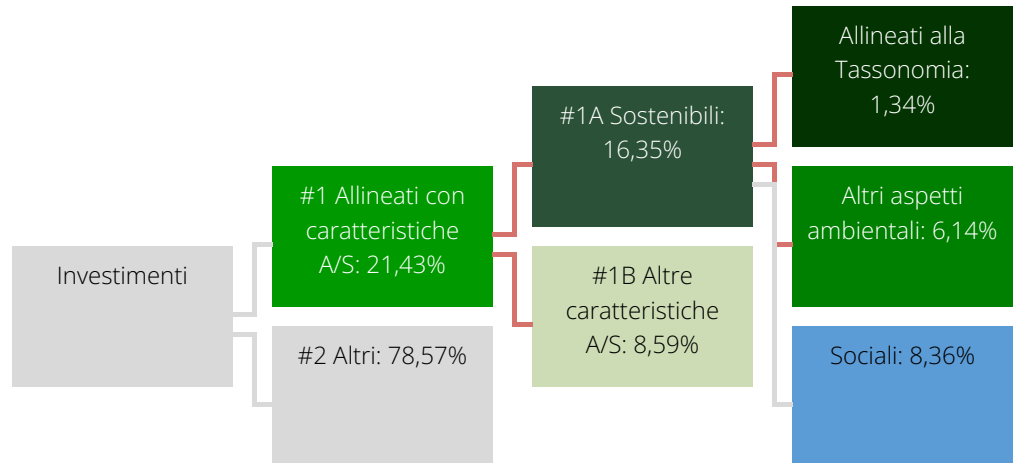 Investimenti
#1 Allineati con
caratteristiche
A/S: 21,43%
#2 Altri: 78,57%
#1A Sostenibili:
16,35%
#1B Altre
caratteristiche
A/S: 8,59%
Allineati alla
Tassonomia:
1,34%
Altri aspetti
ambientali: 6,14%
Sociali: 8,36%